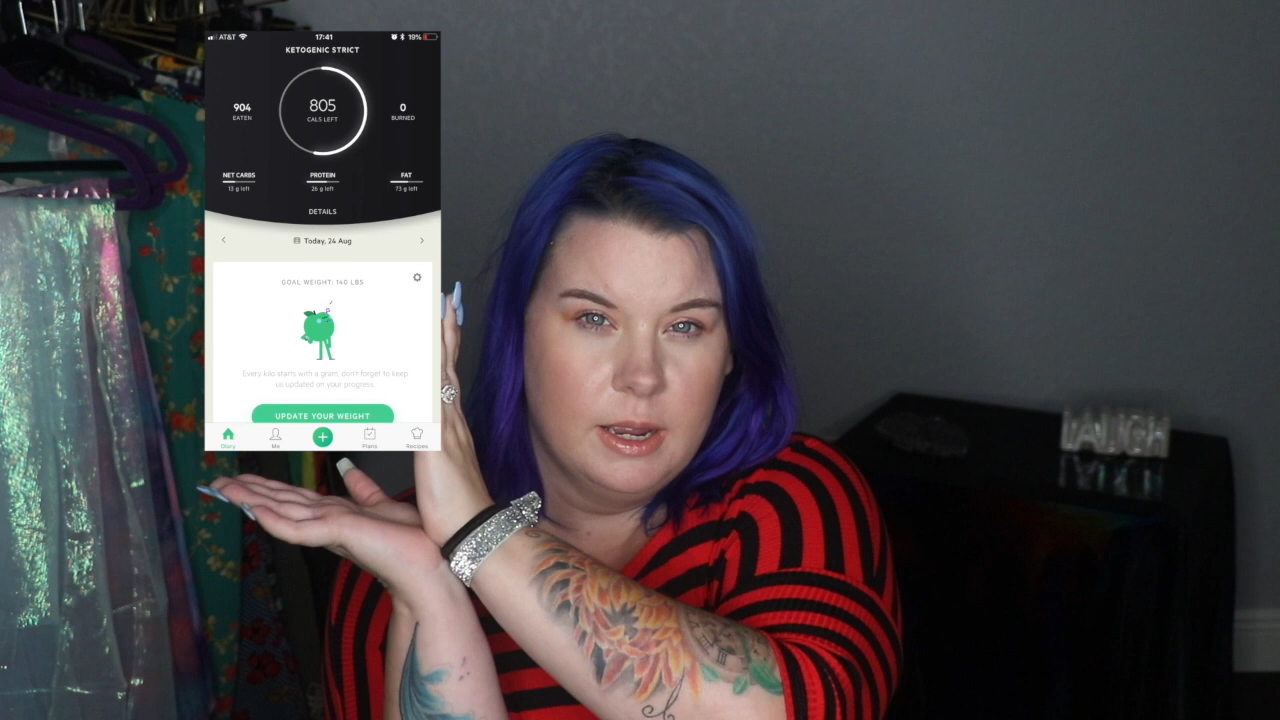 AT&T 17:41 19%
KETOGENIC STRICT
904 805 0
EATEN CALS LEFT BURNED
NET CARBS PROTEIN FAT
13 g left 26 g left 73 g left
DETAILS
Today, 24 Aug
GOAL WEIGHT: 140 LBS
Every kilo starts with a gram, don't forget to keep
us updated on your progress.
UPDATE YOUR WEIGHT
Diary Me Plans Recipes
LAUGH